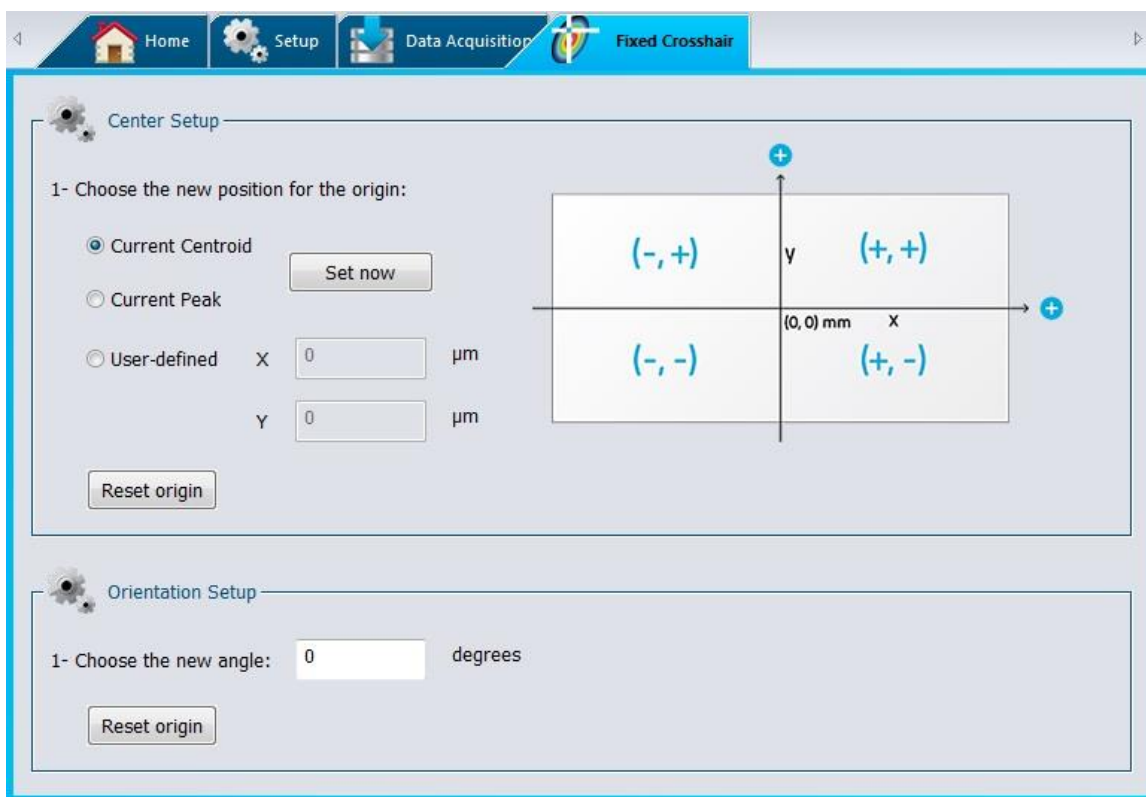 Home Setup Data Acquisition Fixed Crosshair
Center Setup
1- Choose the new position for the origin:
Current Centroid
Set now
Current Peak
User-defined X 0 µm
Y 0 µm
Reset origin
+
(-, +) y (+, +)
+
(0, 0) mm X
(-, -) (+, -)
Orientation Setup
1- Choose the new angle: 0 degrees
Reset origin